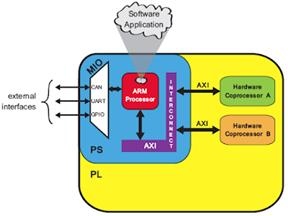 Software
Application
MIO
CAN
UART
GPIO
external
interfaces
ARM
Processor
INTERCONNECT
AXI
AXI
AXI
Hardware
Coprocessor A
Hardware
Coprocessor B
PS
PL